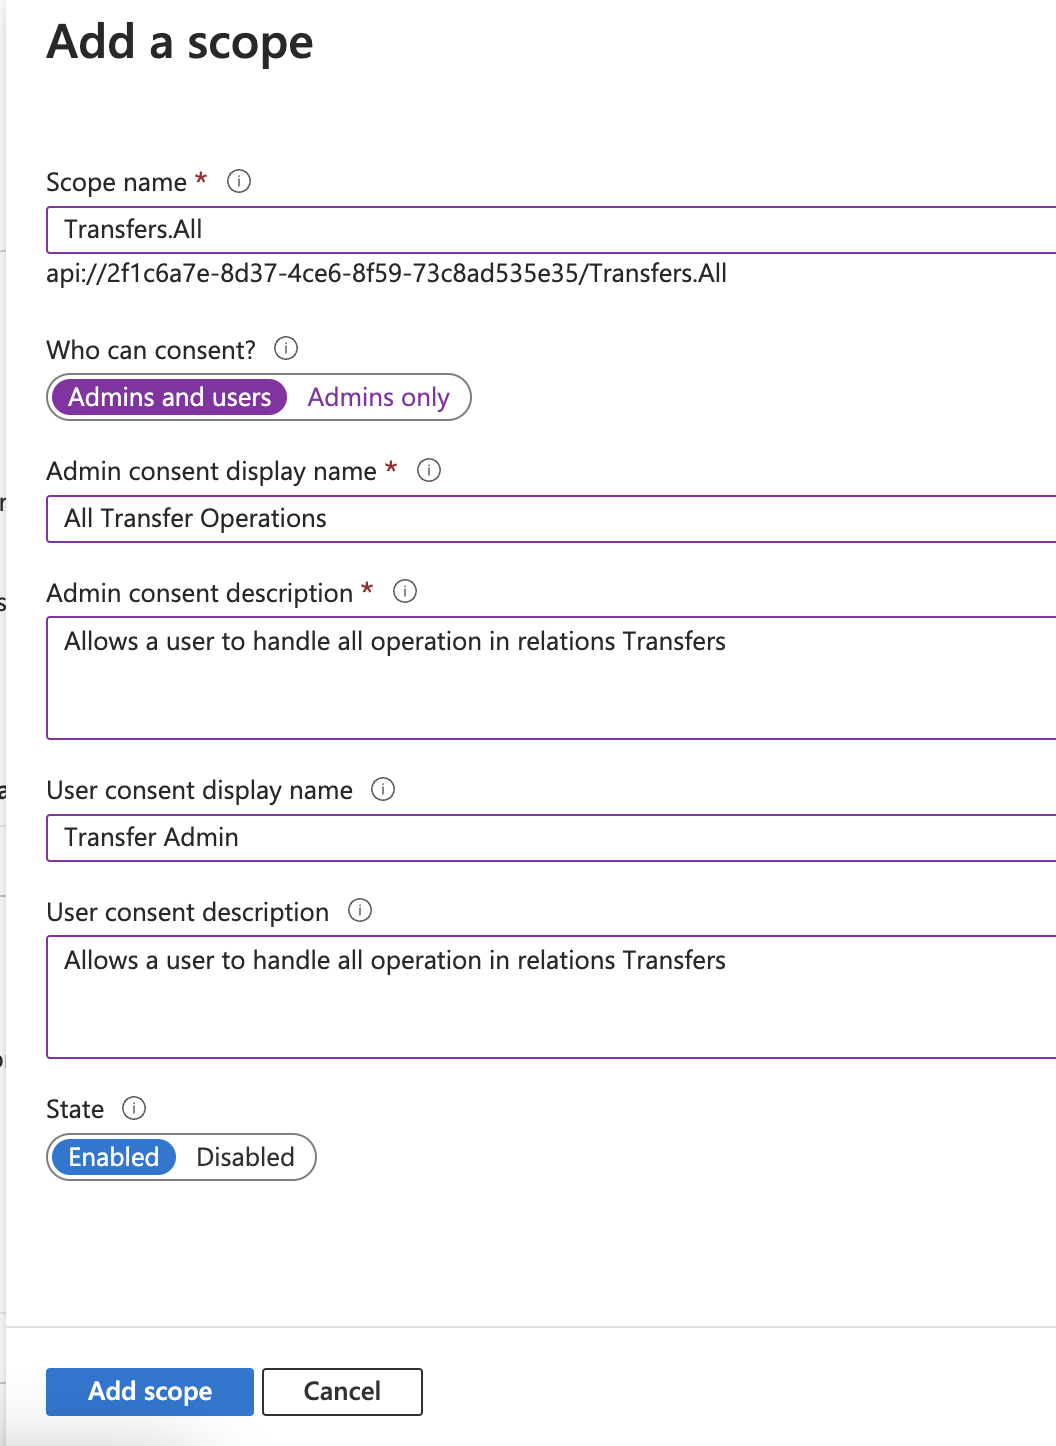 Add a scope
Scope name *
Transfers.All
api://2f1c6a7e-8d37-4ce6-8f59-73c8ad535e35/Transfers.All
Who can consent?
Admins and users Admins only
Admin consent display name *
All Transfer Operations
Admin consent description *
Allows a user to handle all operation in relations Transfers
User consent display name
Transfer Admin
User consent description
Allows a user to handle all operation in relations Transfers
State
Enabled Disabled
Add scope Cancel